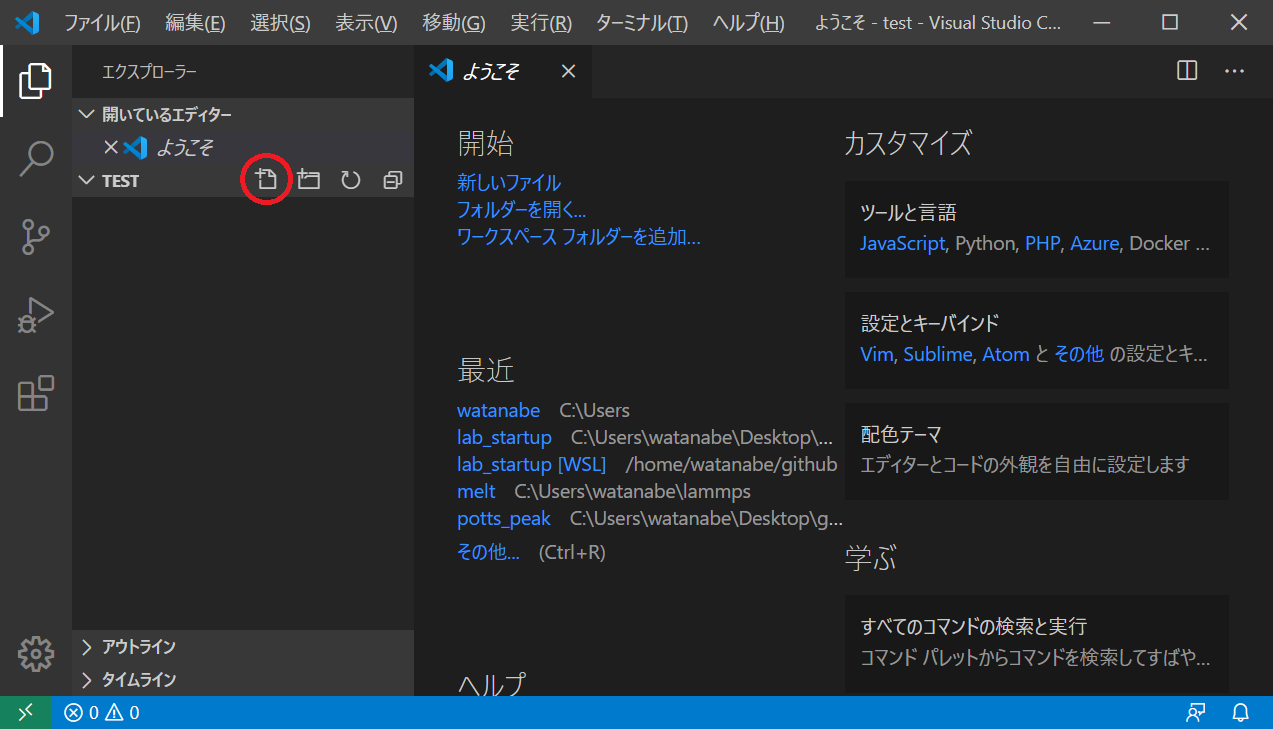 ファイル(F) 編集(E) 選択(S) 表示(V) 移動(G) 実行(R) ターミナル(T) ヘルプ(H) ようこそ - test - Visual Studio C...
エクスプローラー
開いているエディター
ようこそ
TEST
アウトライン
タイムライン
ようこそ
開始
新しいファイル
フォルダーを開く...
ワークスペース フォルダーを追加...
最近
watanabe C:\Users
lab_startup C:\Users\watanabe\Desktop\...
lab_startup [WSL] /home/watanabe/github
melt C:\Users\watanabe\lammps
potts_peak C:\Users\watanabe\Desktop\g...
その他... (Ctrl+R)
ヘルプ
カスタマイズ
ツールと言語
JavaScript, Python, PHP, Azure, Docker ...
設定とキーバインド
Vim, Sublime, Atom と その他 の設定とキ...
配色テーマ
エディターとコードの外観を自由に設定します
学ぶ
すべてのコマンドの検索と実行
コマンド パレットからコマンドを検索してすばや...
0 0